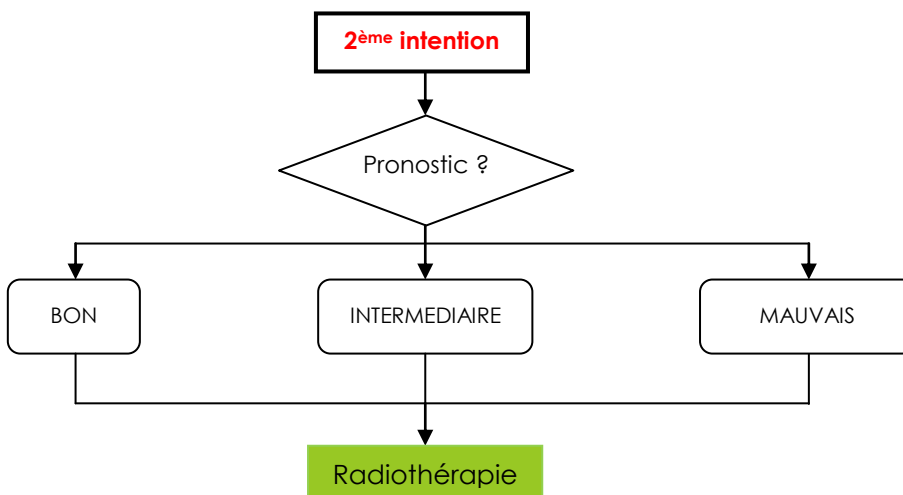 2ème intention
Pronostic ?
BON
INTERMEDIAIRE
MAUVAIS
Radiothérapie